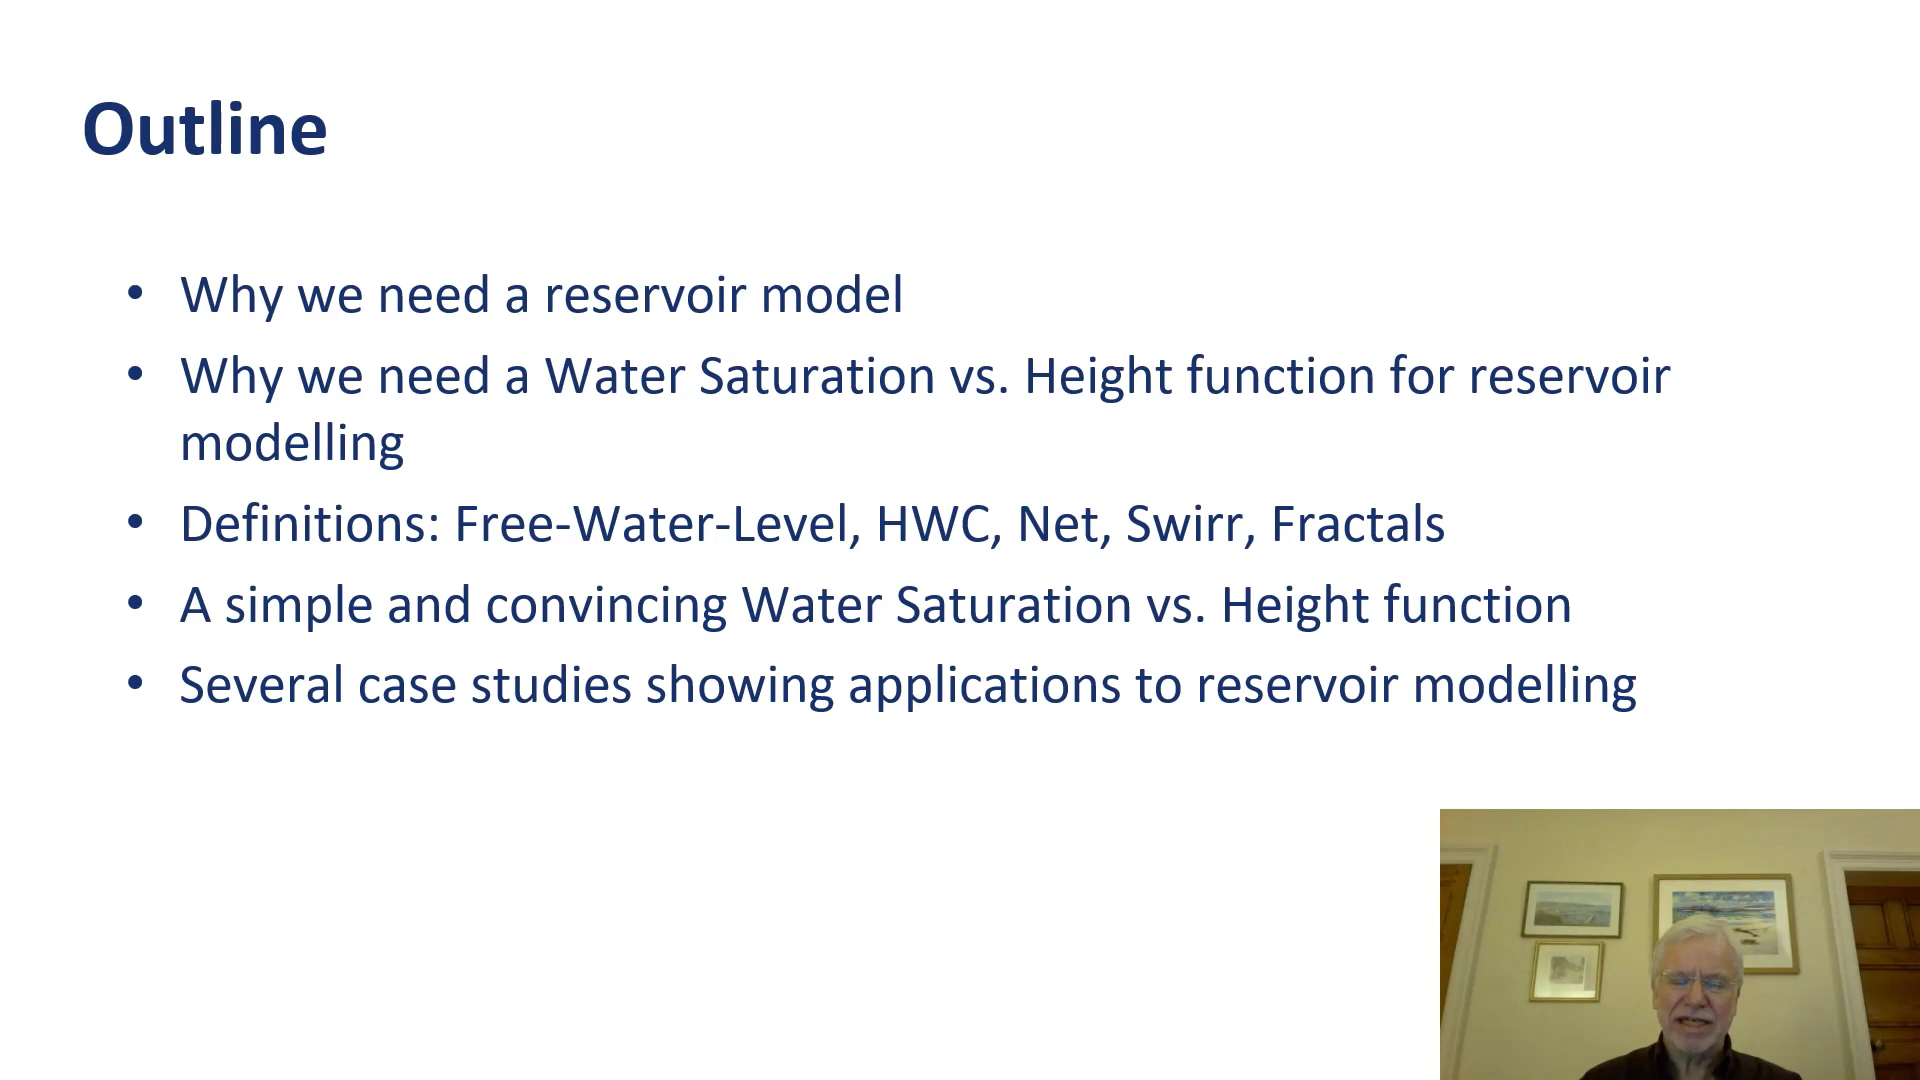 Outline
• Why we need a reservoir model
• Why we need a Water Saturation vs. Height function for reservoir
modelling
• Definitions: Free-Water-Level, HWC, Net, Swirr, Fractals
• A simple and convincing Water Saturation vs. Height function
• Several case studies showing applications to reservoir modelling